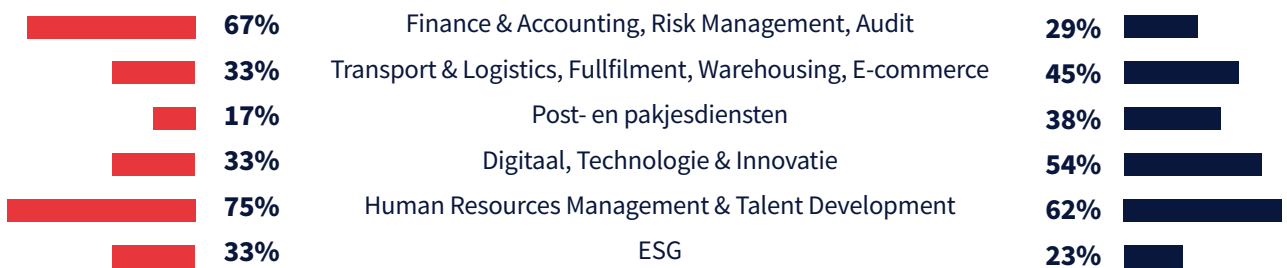 67% Finance & Accounting, Risk Management, Audit 29%
33% Transport & Logistics, Fullfilment, Warehousing, E-commerce 45%
17% Post- en pakjesdiensten 38%
33% Digitaal, Technologie & Innovatie 54%
75% Human Resources Management & Talent Development 62%
33% ESG 23%